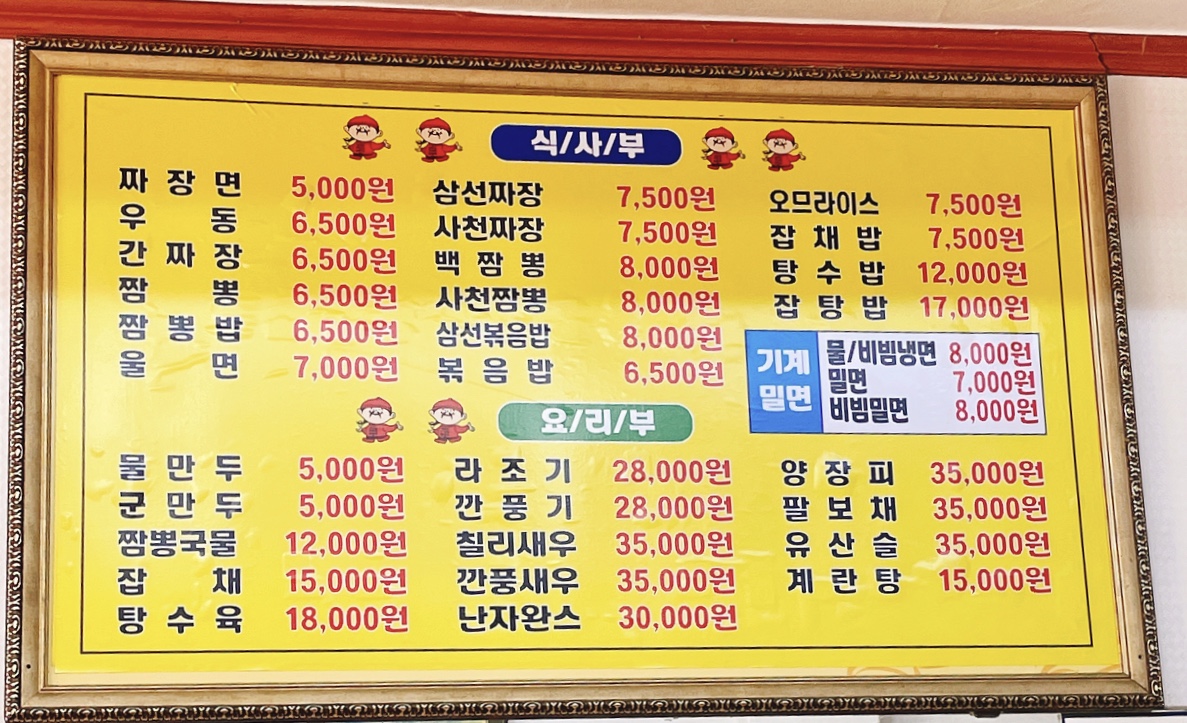 식/사/부
짜장면 5,000원
우동 6,500원
간짜장 6,500원
짬뽕 6,500원
짬뽕밥 6,500원
울면 7,000원
삼선짜장 7,500원
사천짜장 7,500원
백짬뽕 8,000원
사천짬뽕 8,000원
삼선볶음밥 8,000원
볶음밥 6,500원
오므라이스 7,500원
잡채밥 7,500원
탕수밥 12,000원
잡탕밥 17,000원
기계
밀면
물/비빔냉면 8,000원
밀면 7,000원
비빔밀면 8,000원
요/리/부
물만두 5,000원
군만두 5,000원
짬뽕국물 12,000원
잡채 15,000원
탕수육 18,000원
라조기 28,000원
깐풍기 28,000원
칠리새우 35,000원
깐풍새우 35,000원
난자완스 30,000원
양장피 35,000원
팔보채 35,000원
유산슬 35,000원
계란탕 15,000원